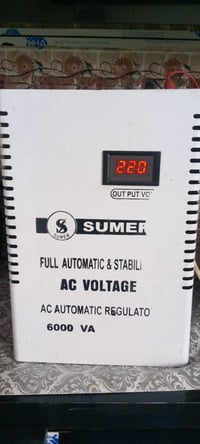 220
OUT PUT VO
S
SUMER
SUMER
FULL AUTOMATIC & STABILI
AC VOLTAGE
AC AUTOMATIC REGULATO
6000 VA